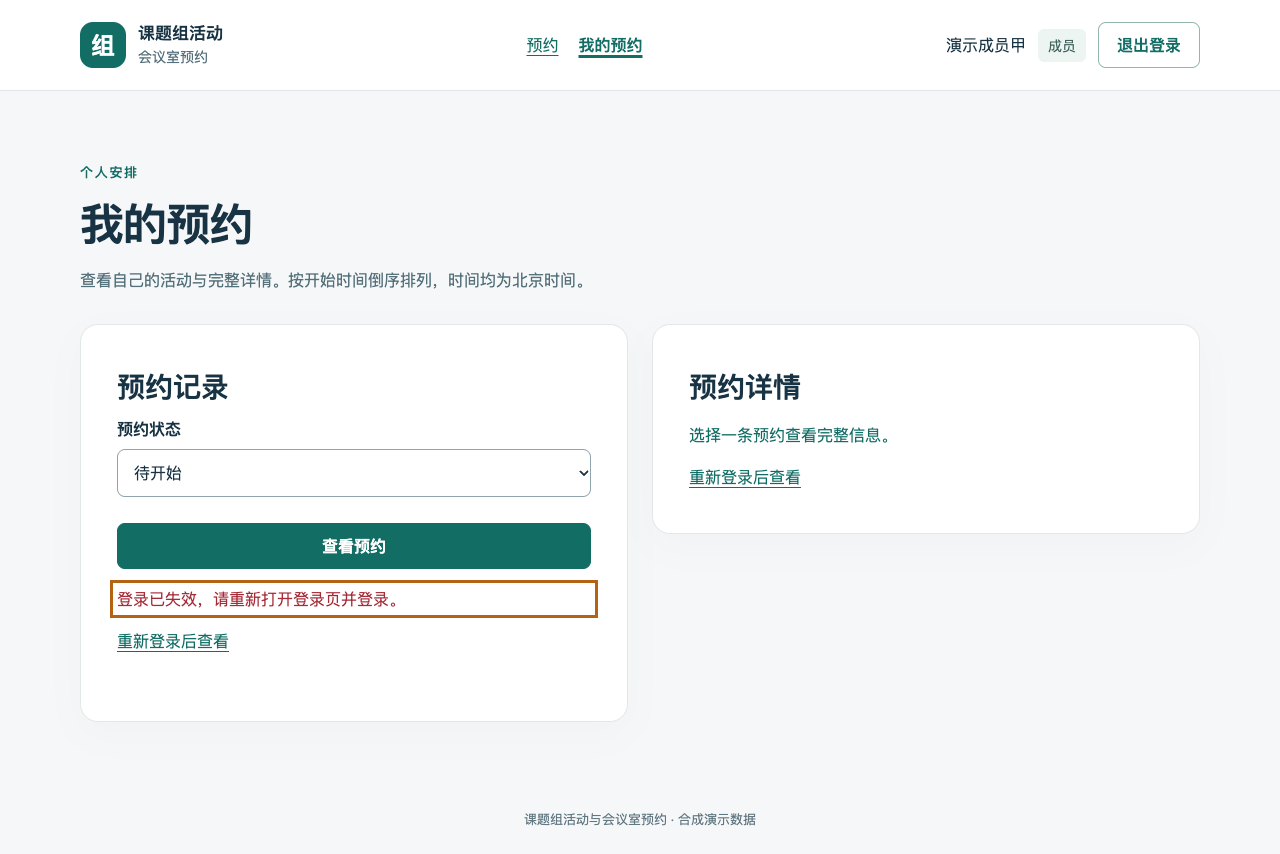 组
课题组活动
会议室预约
预约
我的预约
演示成员甲
成员
退出登录
个人安排
我的预约
查看自己的活动与完整详情。按开始时间倒序排列，时间均为北京时间。
预约记录
预约状态
待开始
查看预约
登录已失效，请重新打开登录页并登录。
重新登录后查看
预约详情
选择一条预约查看完整信息。
重新登录后查看
课题组活动与会议室预约 · 合成演示数据